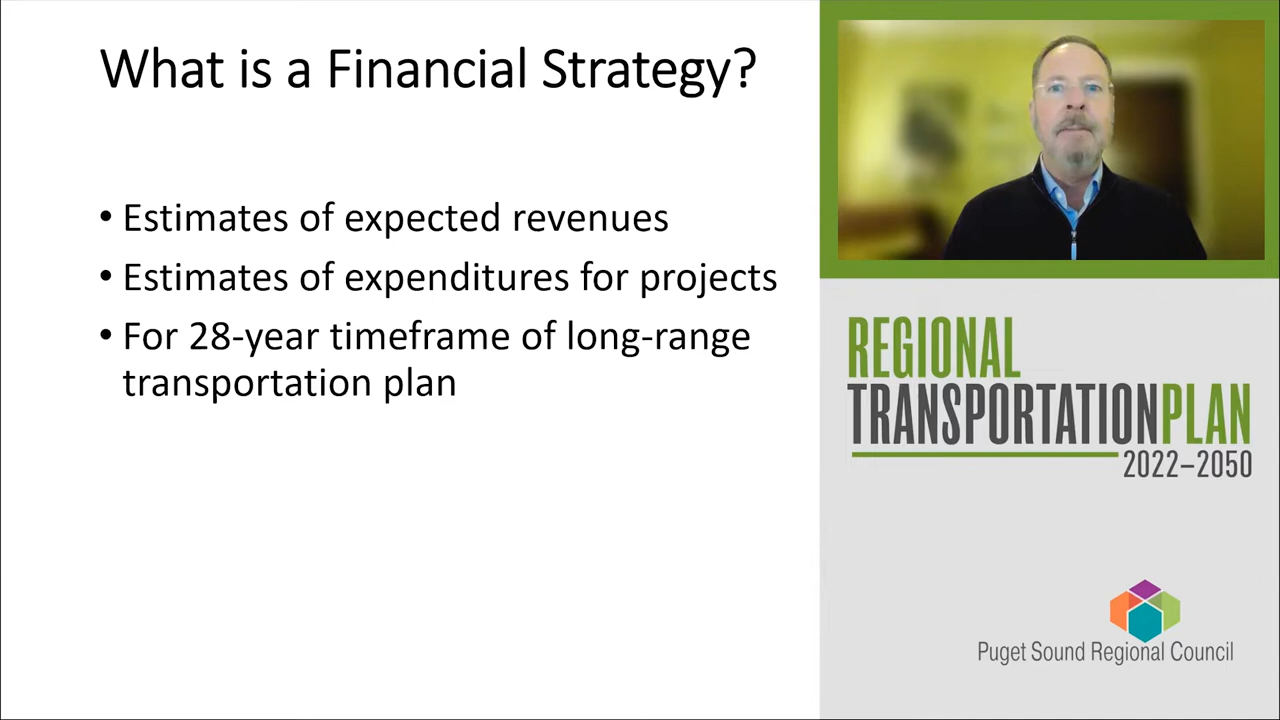 What is a Financial Strategy?
• Estimates of expected revenues
• Estimates of expenditures for projects
• For 28-year timeframe of long-range
transportation plan
REGIONAL
TRANSPORTATIONPLAN
2022–2050
Puget Sound Regional Council